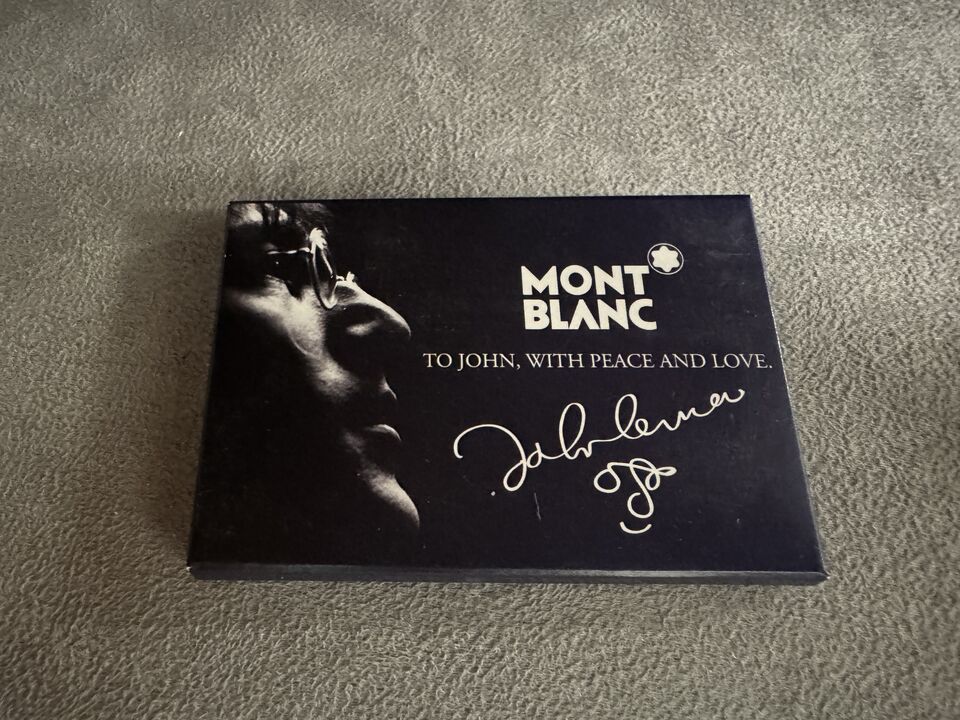 MONT
BLANC
TO JOHN, WITH PEACE AND LOVE.
John Lennon